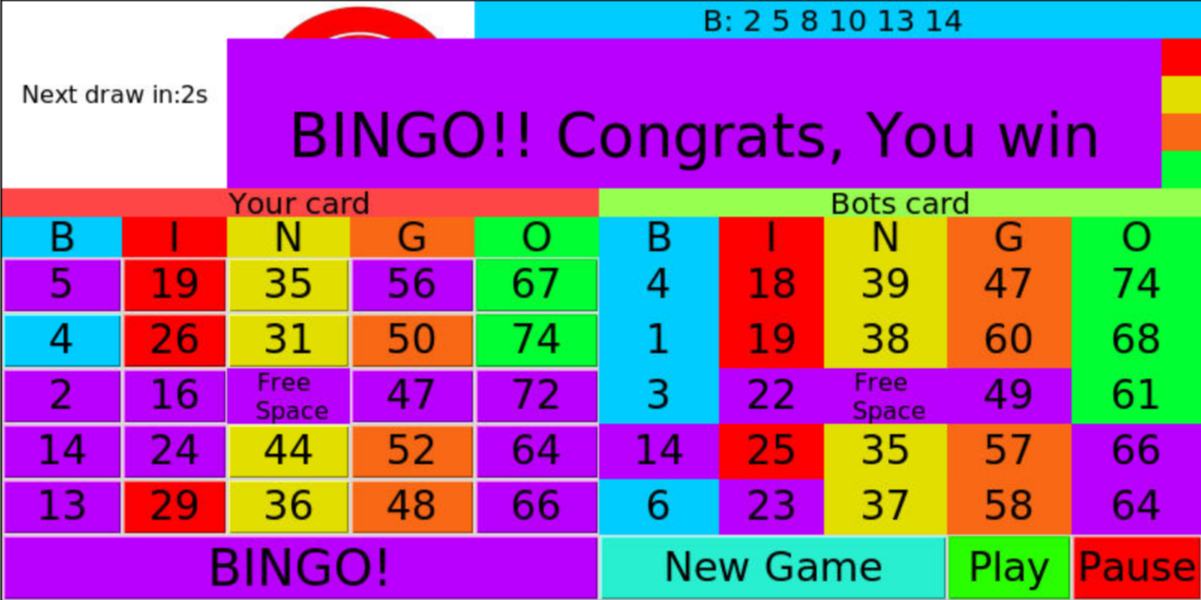 B: 2 5 8 10 13 14
Next draw in:2s
BINGO!! Congrats, You win
Your card
Bots card
B I N G O B I N G O
5 19 35 56 67 4 18 39 47 74
4 26 31 50 74 1 19 38 60 68
2 16 Free Space 47 72 3 22 Free Space 49 61
14 24 44 52 64 14 25 35 57 66
13 29 36 48 66 6 23 37 58 64
BINGO! New Game Play Pause